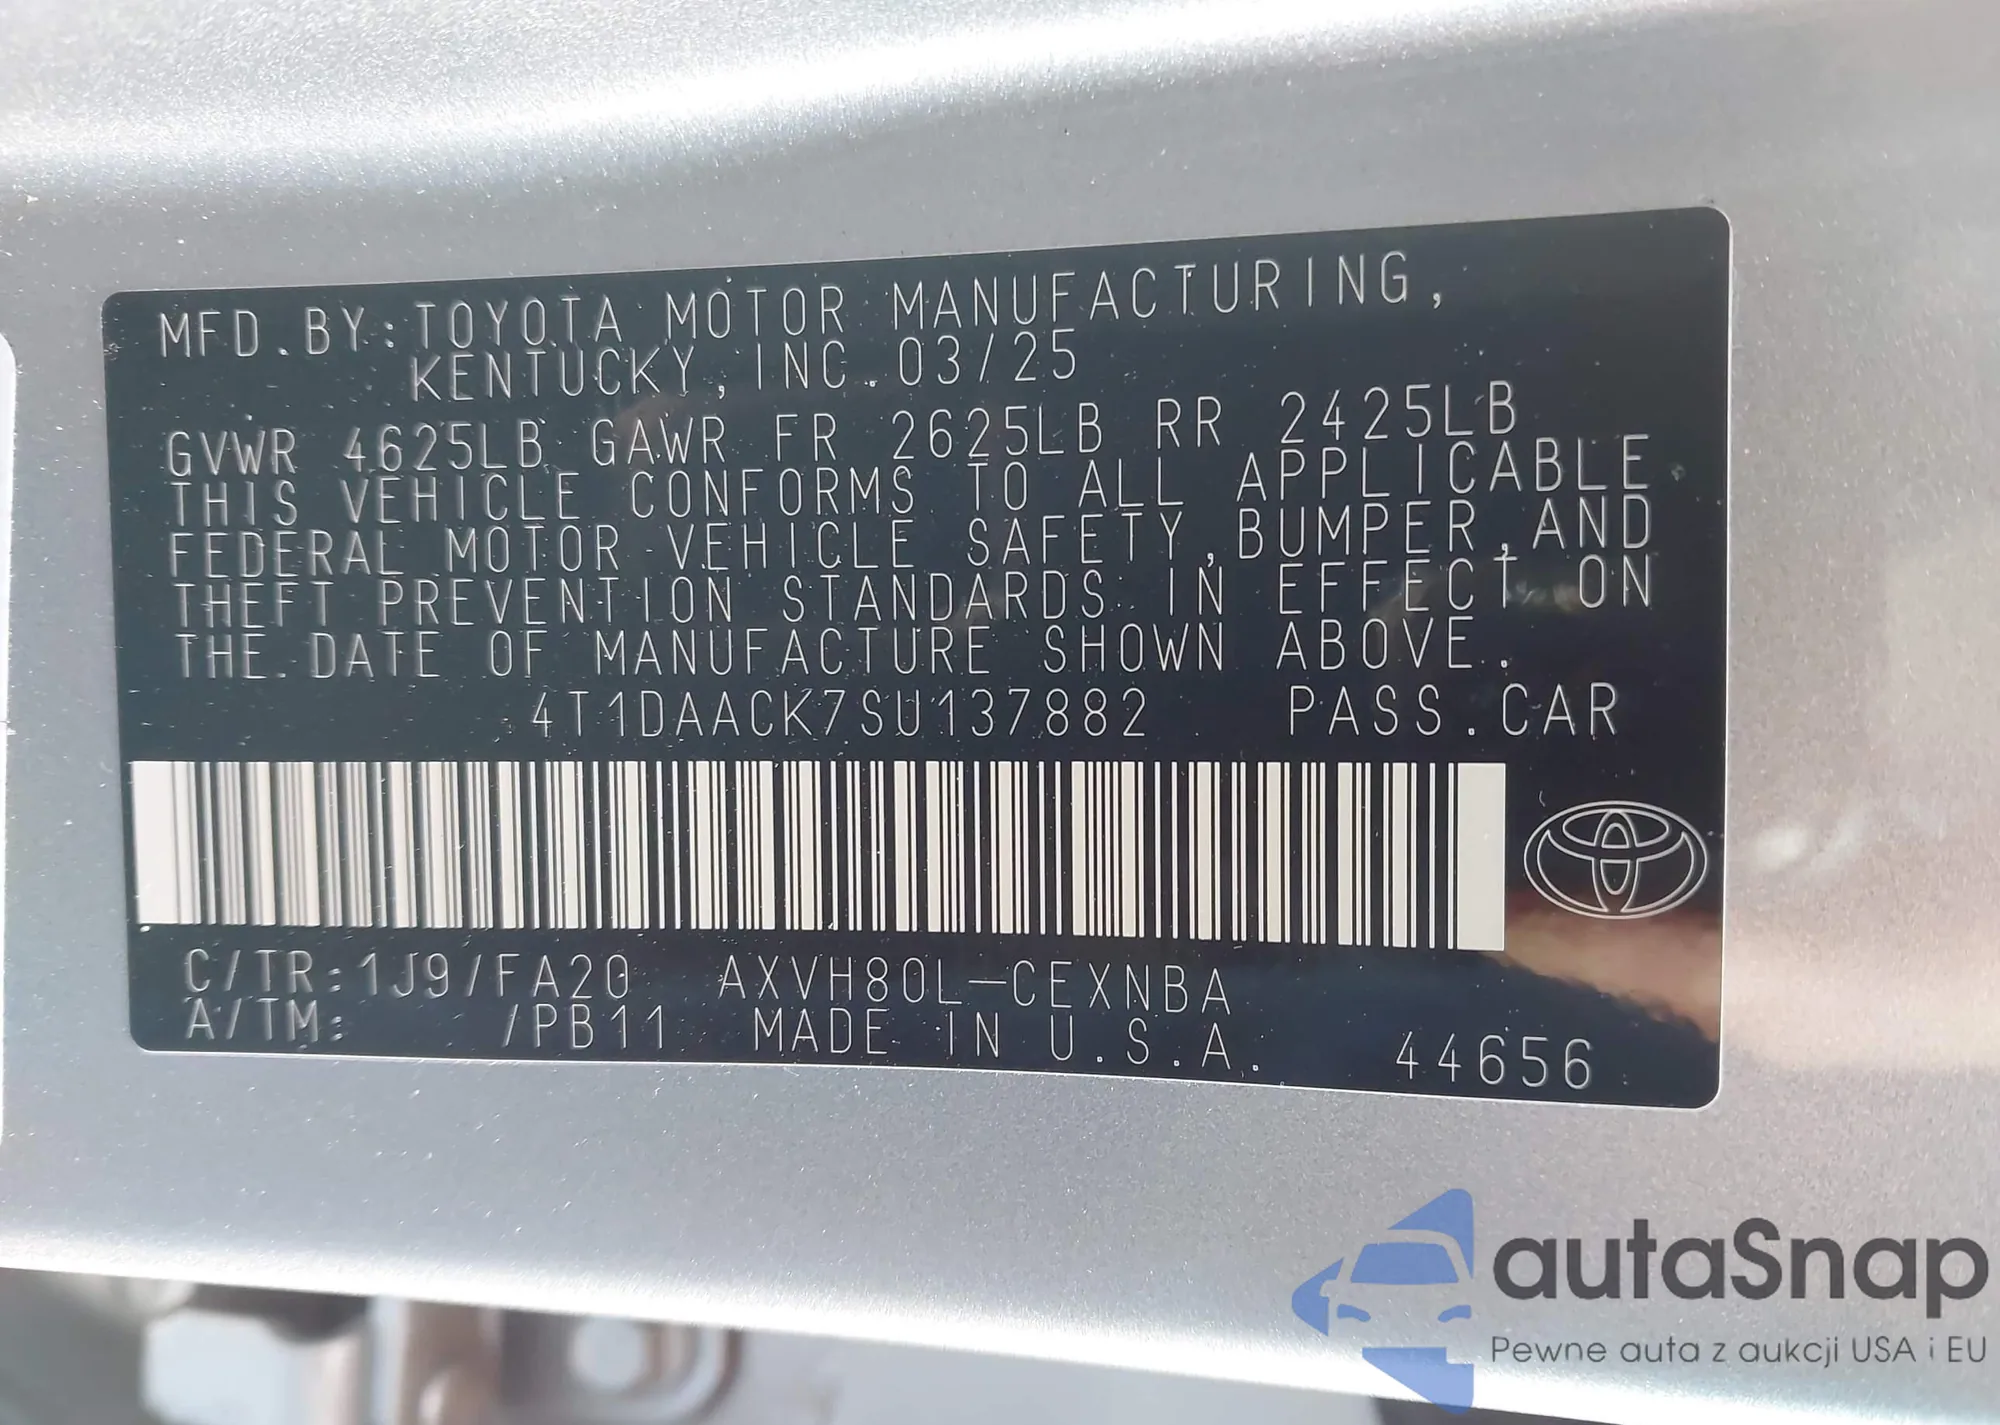 MFD.BY:TOYOTA MOTOR MANUFACTURING,
KENTUCKY, INC. 03/25
GVWR 4625LB GAWR FR 2625LB RR 2425LB
THIS VEHICLE CONFORMS TO ALL APPLICABLE
FEDERAL MOTOR VEHICLE SAFETY,BUMPER,AND
THEFT PREVENTION STANDARDS IN EFFECT ON
THE DATE OF MANUFACTURE SHOWN ABOVE.
4T1DAACK7SU137882 PASS.CAR
C/TR:1J9/FA20 AXVH80L-CEXNBA
A/TM: /PB11 MADE IN U.S.A. 44656
autaSnap
Pewne auta z aukcji USA i EU